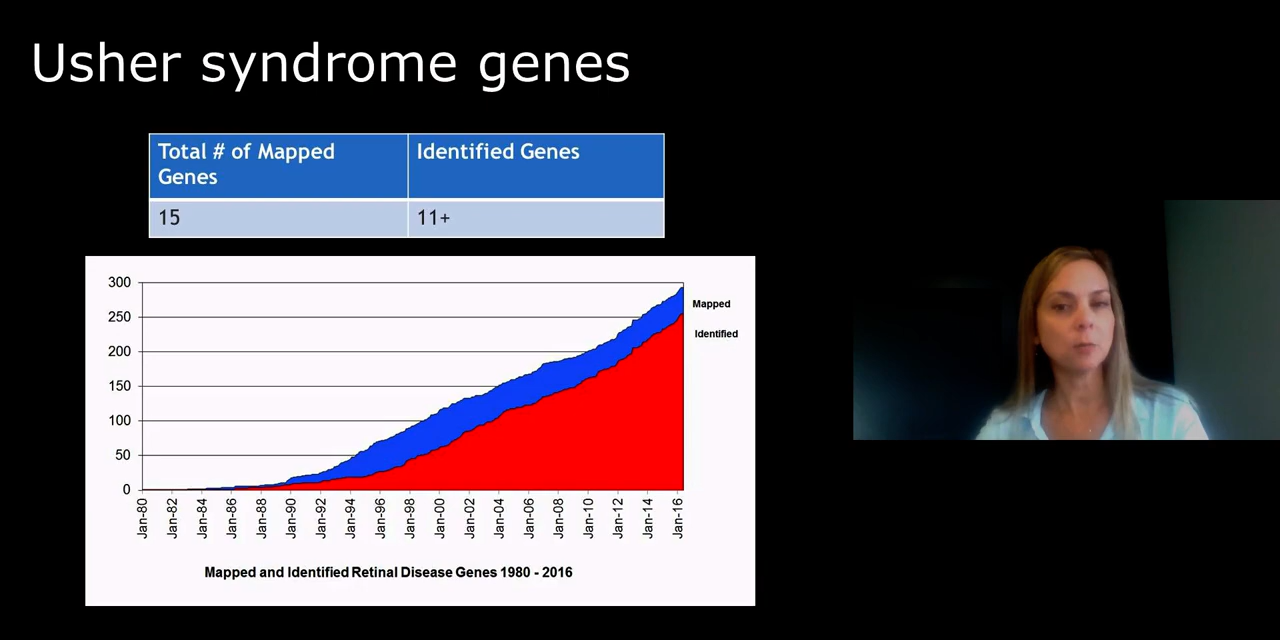 Usher syndrome genes
Total # of Mapped
Genes
Identified Genes
15
11+
300
250
200
150
100
50
0
Mapped
Identified
Jan-80
Jan-82
Jan-84
Jan-86
Jan-88
Jan-90
Jan-92
Jan-94
Jan-96
Jan-98
Jan-00
Jan-02
Jan-04
Jan-06
Jan-08
Jan-10
Jan-12
Jan-14
Jan-16
Mapped and Identified Retinal Disease Genes 1980 - 2016